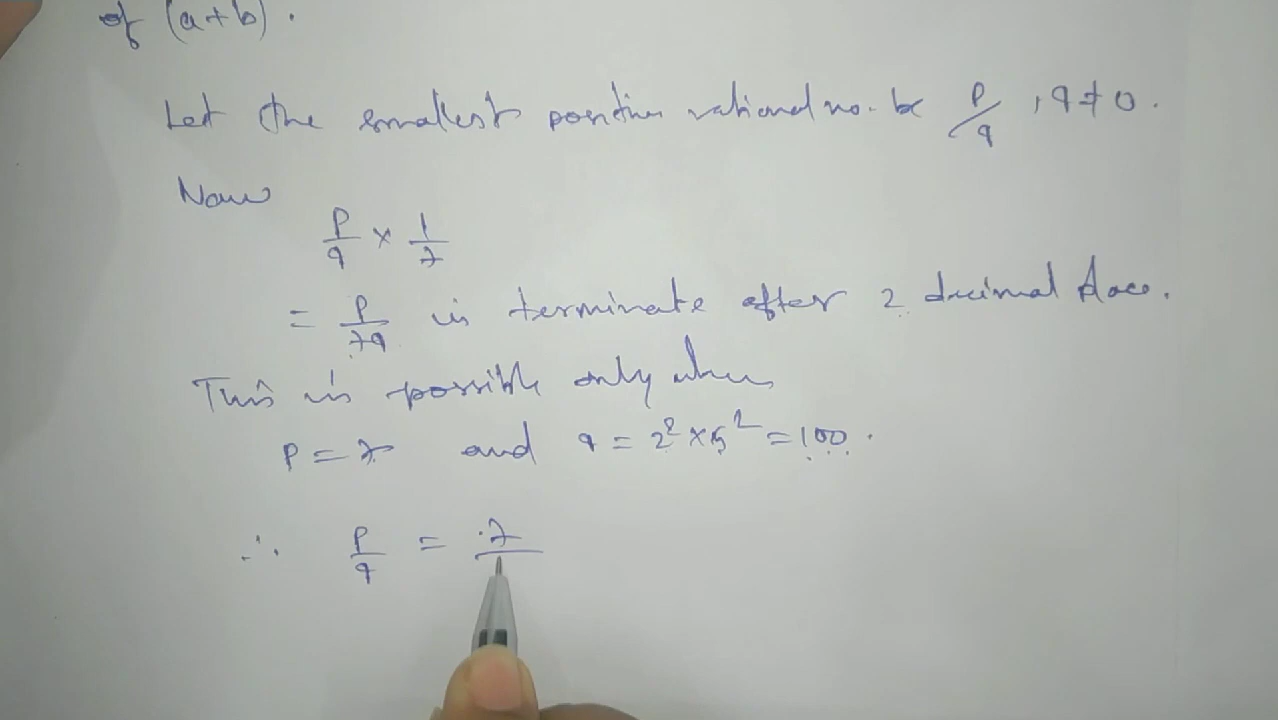 of (a+b).
Let the smallest positive rational no. be p/q, q≠0.
Now
p/q × 1/7
= p/7q is terminate after 2 decimal place.
This is possible only when
p = 7 and q = 2² × 5² = 100.
∴ p/q = 7